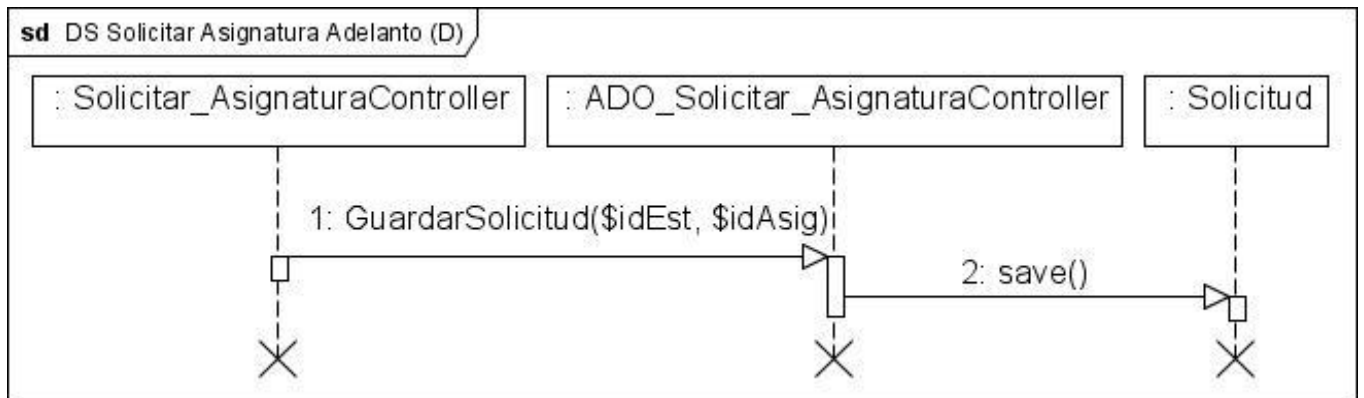 sd DS Solicitar Asignatura Adelanto (D)
: Solicitar_AsignaturaController
: ADO_Solicitar_AsignaturaController
: Solicitud
1: GuardarSolicitud($idEst, $idAsig)
2: save()